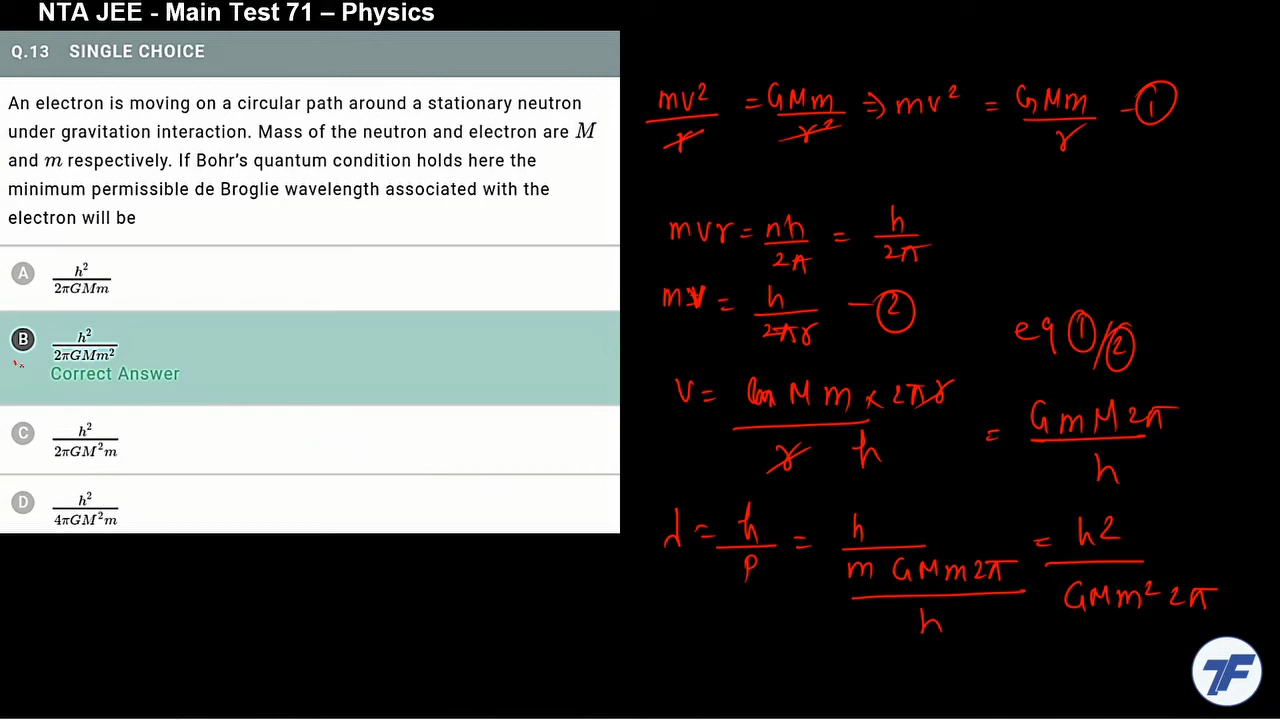 NTA JEE - Main Test 71 – Physics
Q.13 SINGLE CHOICE
An electron is moving on a circular path around a stationary neutron
under gravitation interaction. Mass of the neutron and electron are M
and m respectively. If Bohr's quantum condition holds here the
minimum permissible de Broglie wavelength associated with the
electron will be
A h²/2πGMm
B h²/2πGMm²
Correct Answer
C h²/2πGM²m
D h²/4πGM²m
mv²/r = GMm/r² ⇒ mv² = GMm/r – ①
mvr = nh/2π = h/2π
mv = h/2πr – ②
eq ①/②
v = GMm × 2πr / r h = GmM2π/h
λ = h/p = h / (m GMm2π / h) = h2 / GMm² 2π
TF